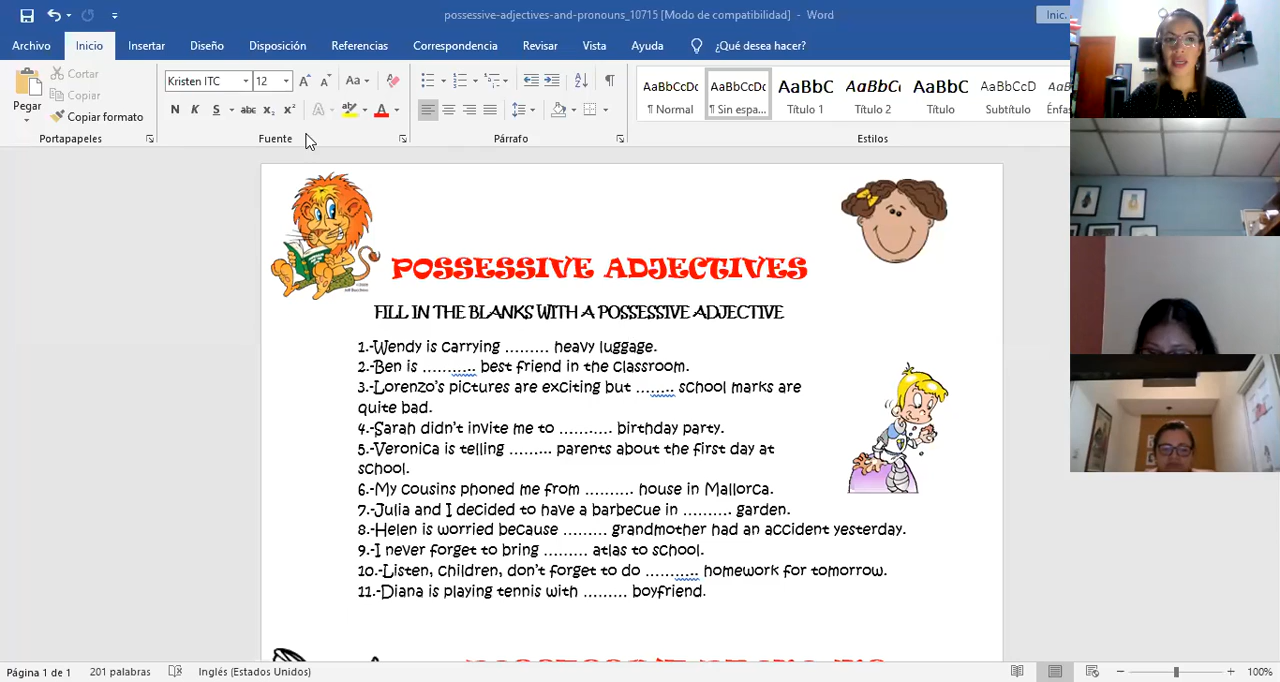 possessive-adjectives-and-pronouns_10715 [Modo de compatibilidad] - Word
Inic.
Archivo Inicio Insertar Diseño Disposición Referencias Correspondencia Revisar Vista Ayuda ¿Qué desea hacer?
Pegar
Cortar
Copiar
Copiar formato
Portapapeles
Kristen ITC 12
Aa
N K S abc x₂ x²
A A
Fuente
Párrafo
AaBbCcDc
¶ Normal
AaBbCcDc
¶ Sin espa...
AaBbC
Título 1
AaBbCc
Título 2
AaBbC
Título
AaBbCcD
Subtítulo
Estilos
POSSESSIVE ADJECTIVES
FILL IN THE BLANKS WITH A POSSESSIVE ADJECTIVE
1.-Wendy is carrying ......... heavy luggage.
2.-Ben is ........... best friend in the classroom.
3.-Lorenzo's pictures are exciting but ........ school marks are
quite bad.
4.-Sarah didn't invite me to ........... birthday party.
5.-Veronica is telling ......... parents about the first day at
school.
6.-My cousins phoned me from .......... house in Mallorca.
7.-Julia and I decided to have a barbecue in .......... garden.
8.-Helen is worried because ......... grandmother had an accident yesterday.
9.-I never forget to bring ......... atlas to school.
10.-Listen, children, don't forget to do ........... homework for tomorrow.
11.-Diana is playing tennis with ......... boyfriend.
Página 1 de 1 201 palabras Inglés (Estados Unidos) 100%